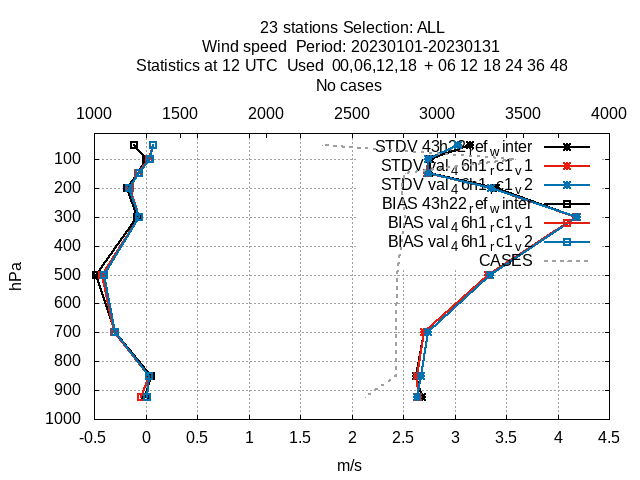 23 stations Selection: ALL
Wind speed  Period: 20230101-20230131
Statistics at 12 UTC  Used  00,06,12,18  + 06 12 18 24 36 48
No cases
1000 1500 2000 2500 3000 3500 4000
STDV 43h22refwinter
STDV val46h1rc1v1
STDV val46h1rc1v2
BIAS 43h22refwinter
BIAS val46h1rc1v1
BIAS val46h1rc1v2
CASES
100
200
300
400
500
600
700
800
900
1000
hPa
-0.5 0 0.5 1 1.5 2 2.5 3 3.5 4 4.5
m/s